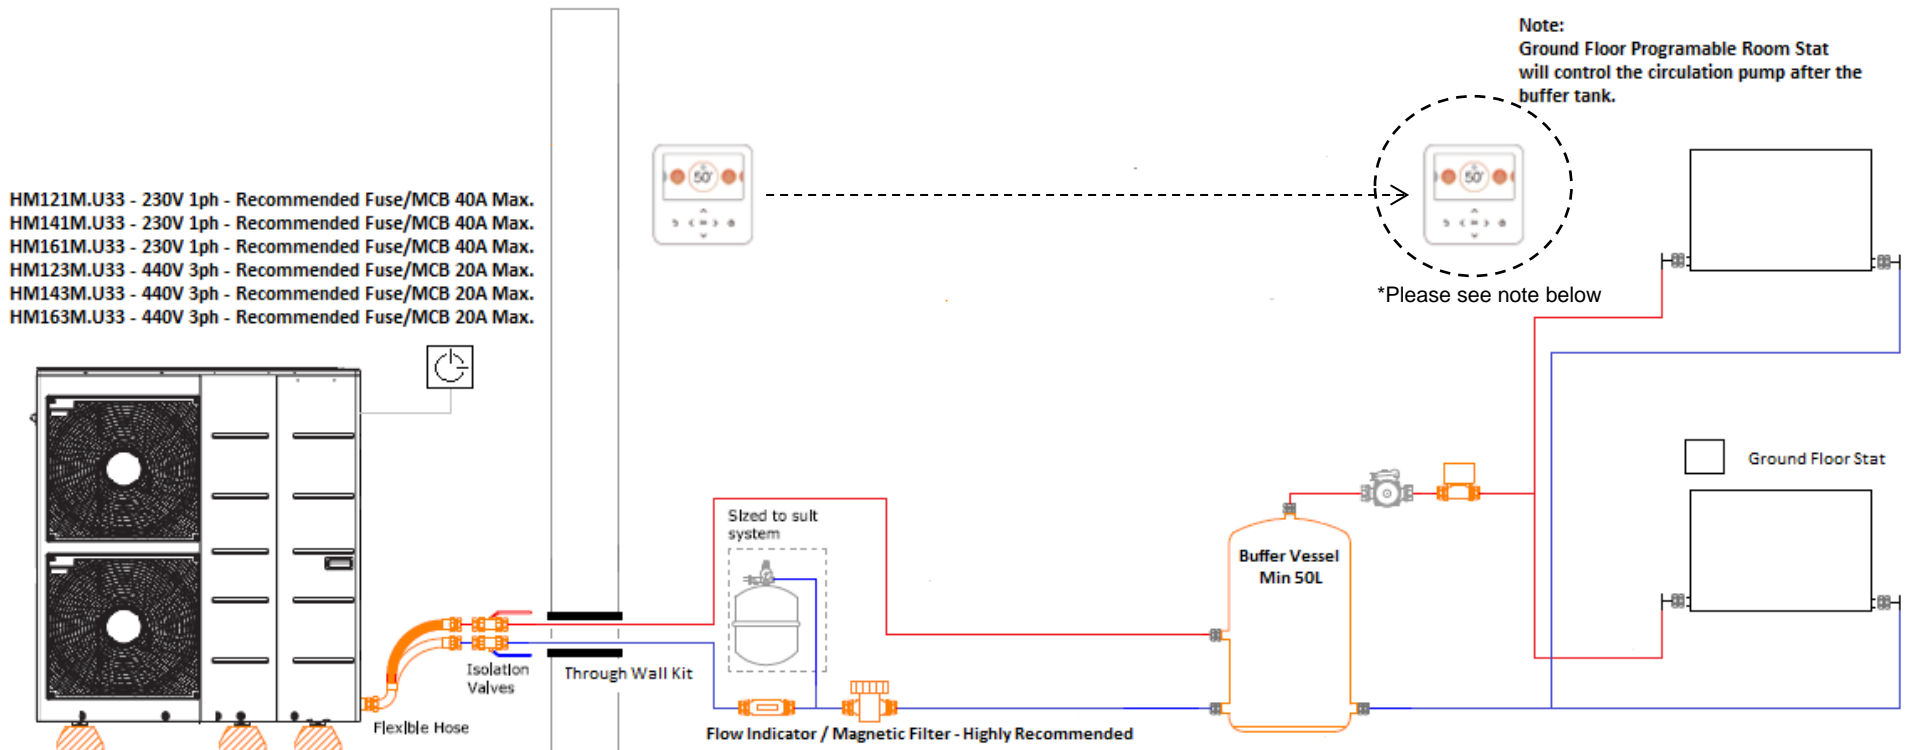 Note:
Ground Floor Programable Room Stat
will control the circulation pump after the
buffer tank.
HM121M.U33 - 230V 1ph - Recommended Fuse/MCB 40A Max.
HM141M.U33 - 230V 1ph - Recommended Fuse/MCB 40A Max.
HM161M.U33 - 230V 1ph - Recommended Fuse/MCB 40A Max.
HM123M.U33 - 440V 3ph - Recommended Fuse/MCB 20A Max.
HM143M.U33 - 440V 3ph - Recommended Fuse/MCB 20A Max.
HM163M.U33 - 440V 3ph - Recommended Fuse/MCB 20A Max.
50°
50°
*Please see note below
Ground Floor Stat
Sized to suit
system
Buffer Vessel
Min 50L
Isolation
Valves
Through Wall Kit
Flexible Hose
Flow Indicator / Magnetic Filter - Highly Recommended